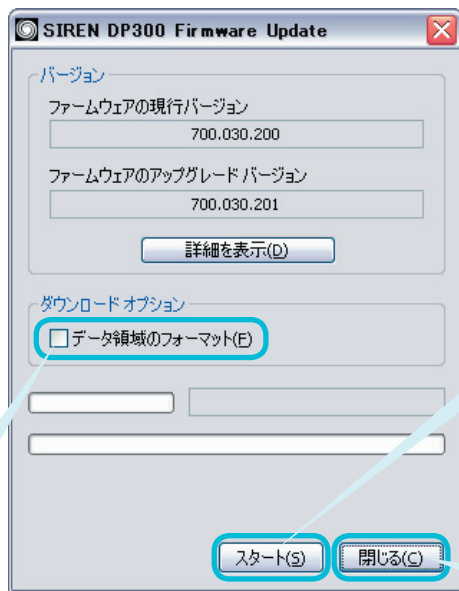 SIREN DP300 Firmware Update
バージョン
ファームウェアの現行バージョン
700.030.200
ファームウェアのアップグレード バージョン
700.030.201
詳細を表示(D)
ダウンロード オプション
データ領域のフォーマット(F)
スタート(S)
閉じる(C)